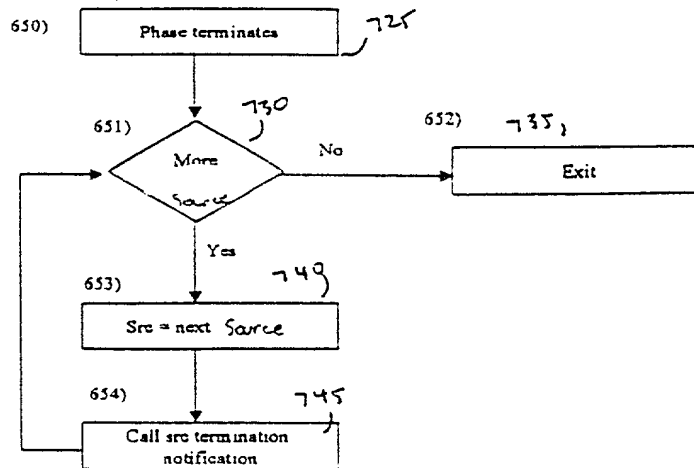 650)
Phase terminates
725
651)
730
More
Source
No
652)
735
Exit
Yes
653)
740
Src = next Source
654)
745
Call src termination
notification